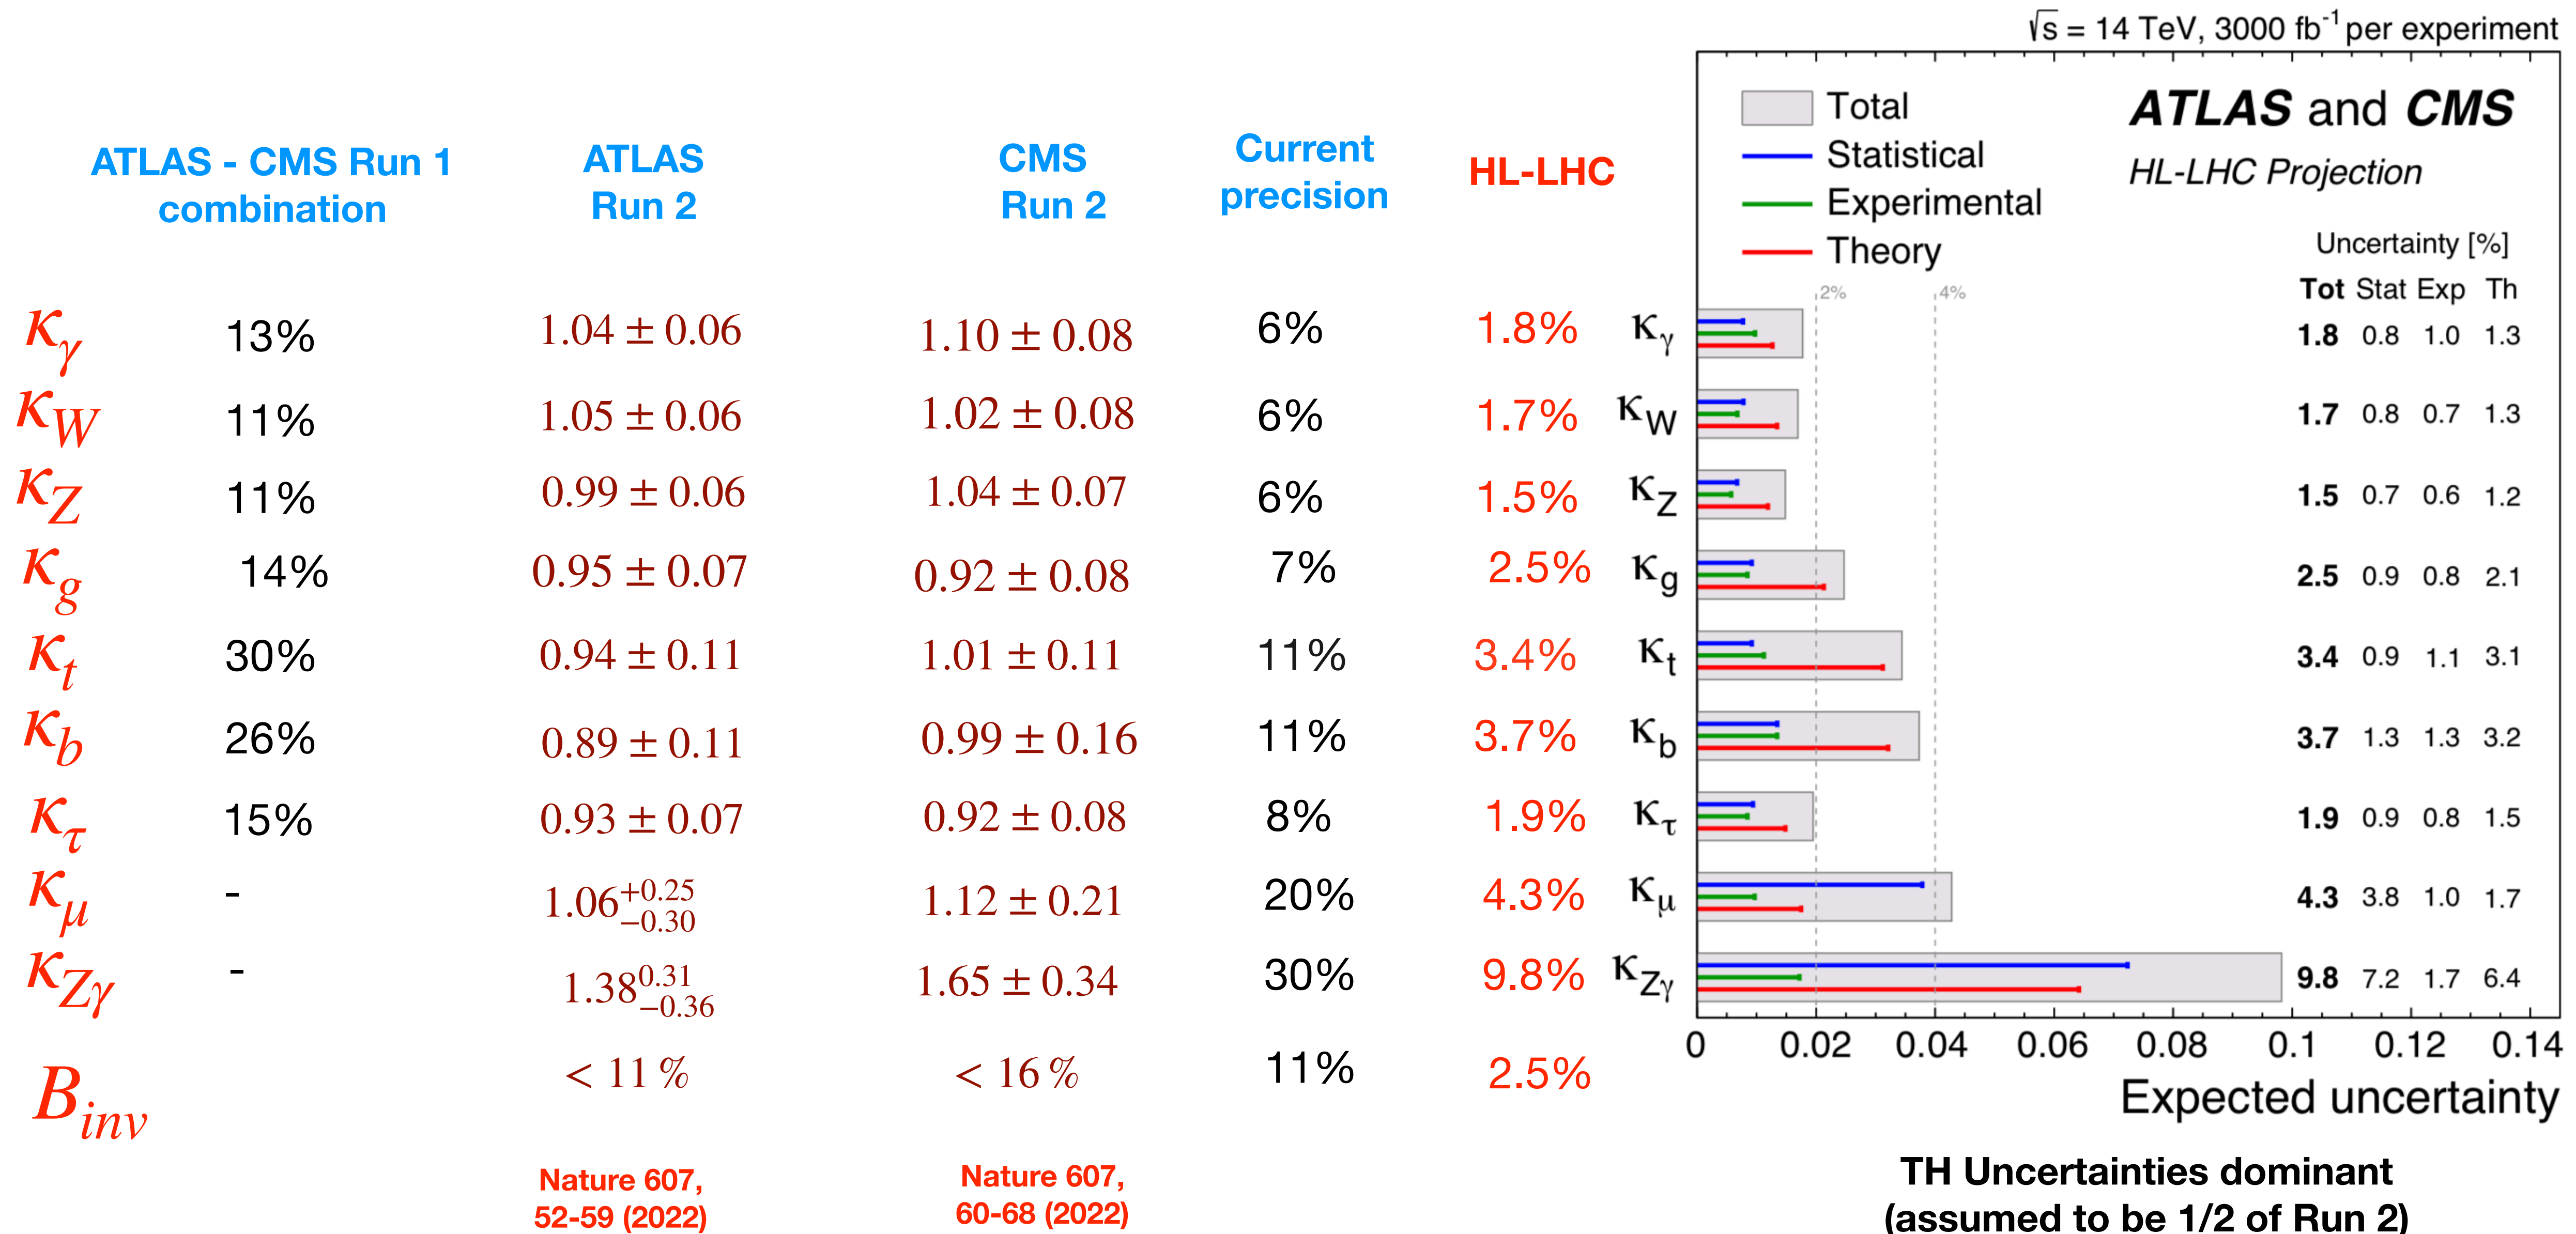 √s = 14 TeV, 3000 fb⁻¹ per experiment
ATLAS - CMS Run 1
combination
ATLAS
Run 2
CMS
Run 2
Current
precision
HL-LHC
Total
Statistical
Experimental
Theory
ATLAS and CMS
HL-LHC Projection
Uncertainty [%]
Tot Stat Exp Th
2% 4%
κγ 13% 1.04 ± 0.06 1.10 ± 0.08 6% 1.8% κγ 1.8 0.8 1.0 1.3
κW 11% 1.05 ± 0.06 1.02 ± 0.08 6% 1.7% κW 1.7 0.8 0.7 1.3
κZ 11% 0.99 ± 0.06 1.04 ± 0.07 6% 1.5% κZ 1.5 0.7 0.6 1.2
κg 14% 0.95 ± 0.07 0.92 ± 0.08 7% 2.5% κg 2.5 0.9 0.8 2.1
κt 30% 0.94 ± 0.11 1.01 ± 0.11 11% 3.4% κt 3.4 0.9 1.1 3.1
κb 26% 0.89 ± 0.11 0.99 ± 0.16 11% 3.7% κb 3.7 1.3 1.3 3.2
κτ 15% 0.93 ± 0.07 0.92 ± 0.08 8% 1.9% κτ 1.9 0.9 0.8 1.5
κμ - 1.06 +0.25 −0.30 1.12 ± 0.21 20% 4.3% κμ 4.3 3.8 1.0 1.7
κZγ - 1.38 0.31 −0.36 1.65 ± 0.34 30% 9.8% κZγ 9.8 7.2 1.7 6.4
0 0.02 0.04 0.06 0.08 0.1 0.12 0.14
Binv < 11 % < 16 % 11% 2.5%
Expected uncertainty
Nature 607,
52-59 (2022)
Nature 607,
60-68 (2022)
TH Uncertainties dominant
(assumed to be 1/2 of Run 2)